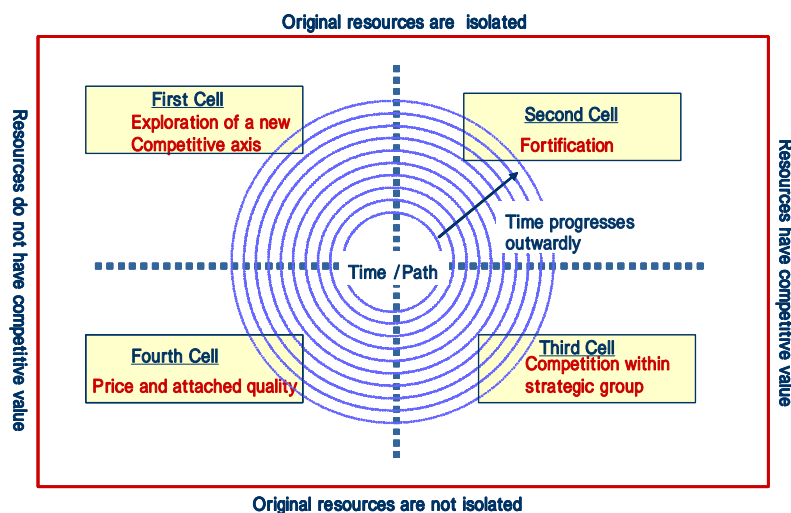 Original resources are isolated
First Cell
Exploration of a new
Competitive axis
Second Cell
Fortification
Resources do not have competitive value
Resources have competitive value
Time progresses
outwardly
Time / Path
Fourth Cell
Price and attached quality
Third Cell
Competition within
strategic group
Original resources are not isolated